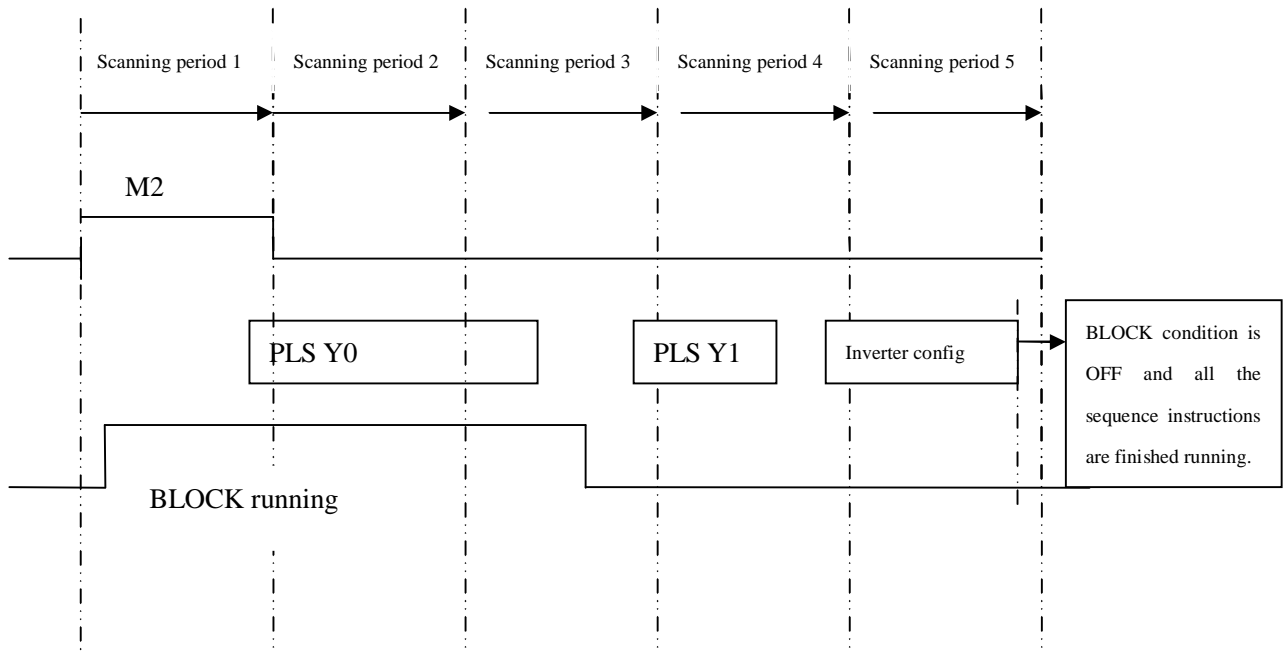 Scanning period 1
Scanning period 2
Scanning period 3
Scanning period 4
Scanning period 5
M2
PLS Y0
PLS Y1
Inverter config
BLOCK condition is
OFF and all the
sequence instructions
are finished running.
BLOCK running